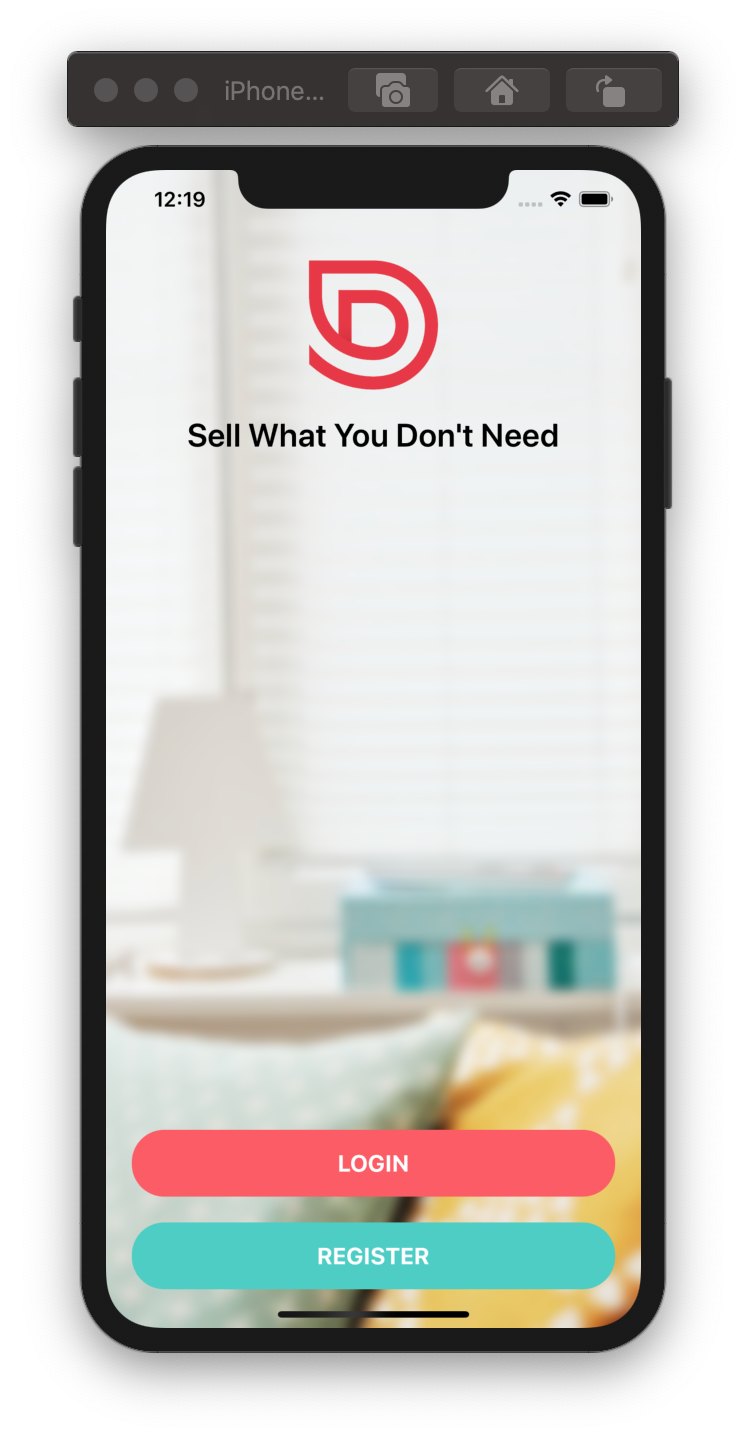 iPhone...
12:19
Sell What You Don't Need
LOGIN
REGISTER